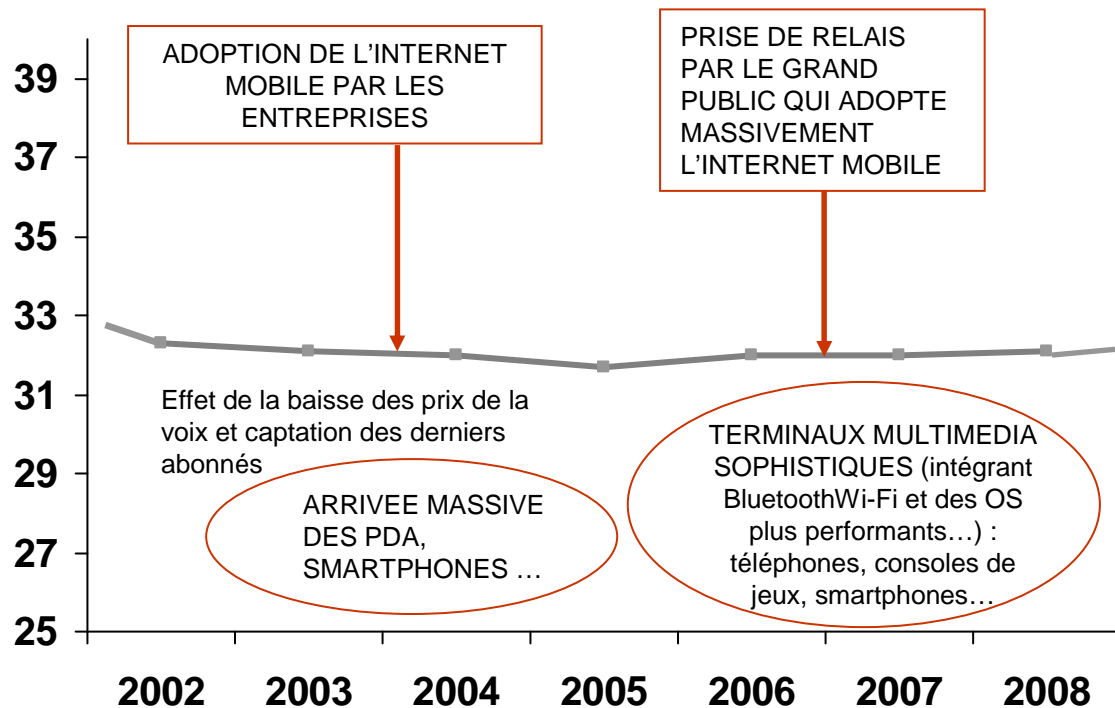 ADOPTION DE L'INTERNET
MOBILE PAR LES
ENTREPRISES
PRISE DE RELAIS
PAR LE GRAND
PUBLIC QUI ADOPTE
MASSIVEMENT
L'INTERNET MOBILE
39
37
35
33
31
29
27
25
Effet de la baisse des prix de la
voix et captation des derniers
abonnés
ARRIVEE MASSIVE
DES PDA,
SMARTPHONES …
TERMINAUX MULTIMEDIA
SOPHISTIQUES (intégrant
BluetoothWi-Fi et des OS
plus performants…) :
téléphones, consoles de
jeux, smartphones…
2002 2003 2004 2005 2006 2007 2008